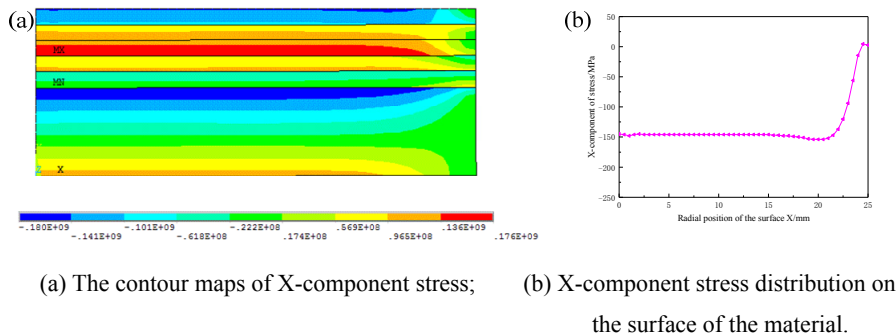 (a)
MX
MN
Z X
-.180E+09 -.101E+09 -.222E+08 .569E+08 .136E+09
-.141E+09 -.618E+08 .174E+08 .965E+08 .176E+09
(a) The contour maps of X-component stress;
(b)
X-component of stress/MPa
50
0
-50
-100
-150
-200
-250
0 5 10 15 20 25
Radial position of the surface X/mm
(b) X-component stress distribution on
the surface of the material.